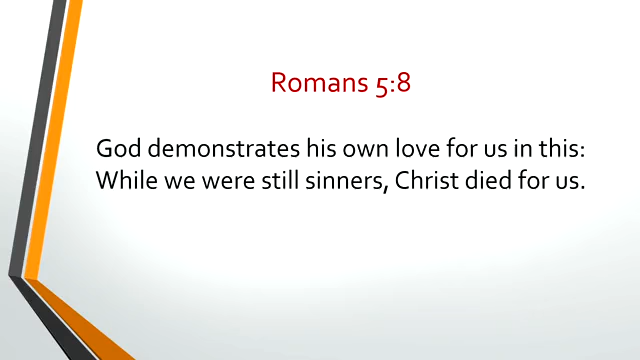 Romans 5:8
God demonstrates his own love for us in this:
While we were still sinners, Christ died for us.